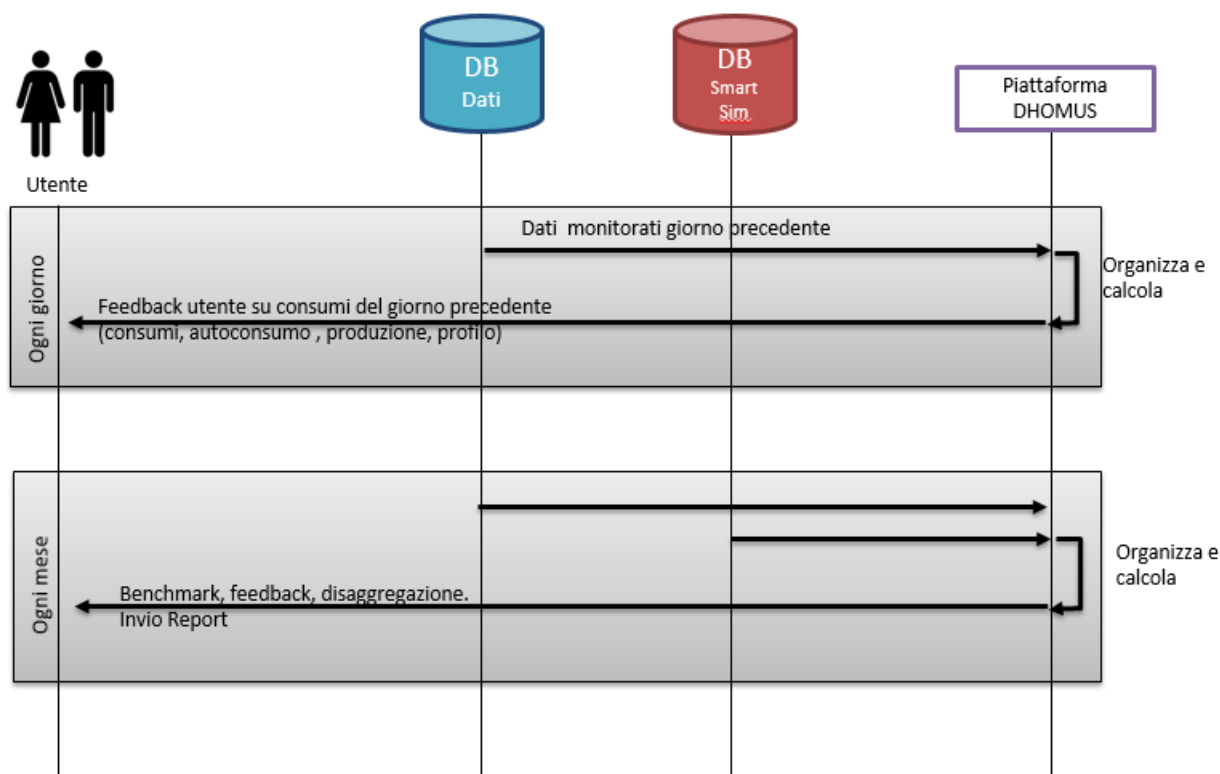 DB
Dati
DB
Smart
Sim
Piattaforma
DHOMUS
Utente
Ogni giorno
Dati monitorati giorno precedente
Organizza e
calcola
Feedback utente su consumi del giorno precedente
(consumi, autoconsumo , produzione, profilo)
Ogni mese
Organizza e
calcola
Benchmark, feedback, disaggregazione.
Invio Report